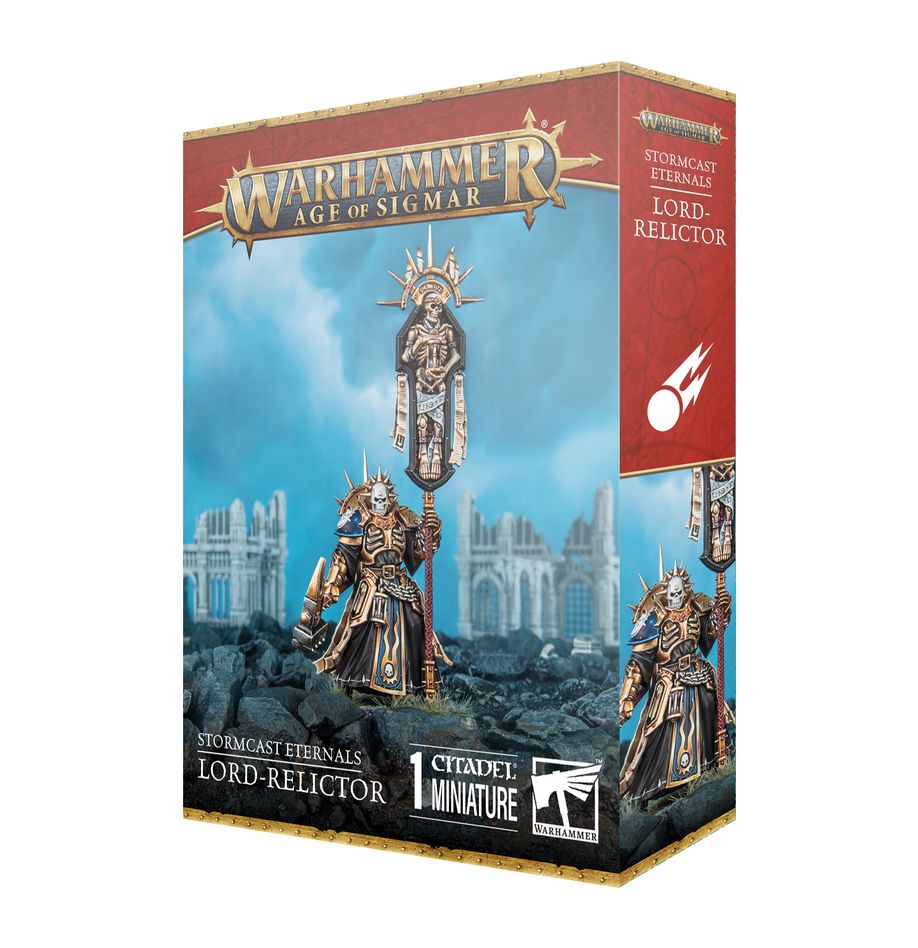 WARHAMMER®
AGE OF SIGMAR
STORMCAST ETERNALS
LORD-RELICTOR
1 CITADEL®
MINIATURE
™
WARHAMMER
WARHAMMER
AGE OF SIGMAR
STORMCAST
ETERNALS
LORD-
RELICTOR